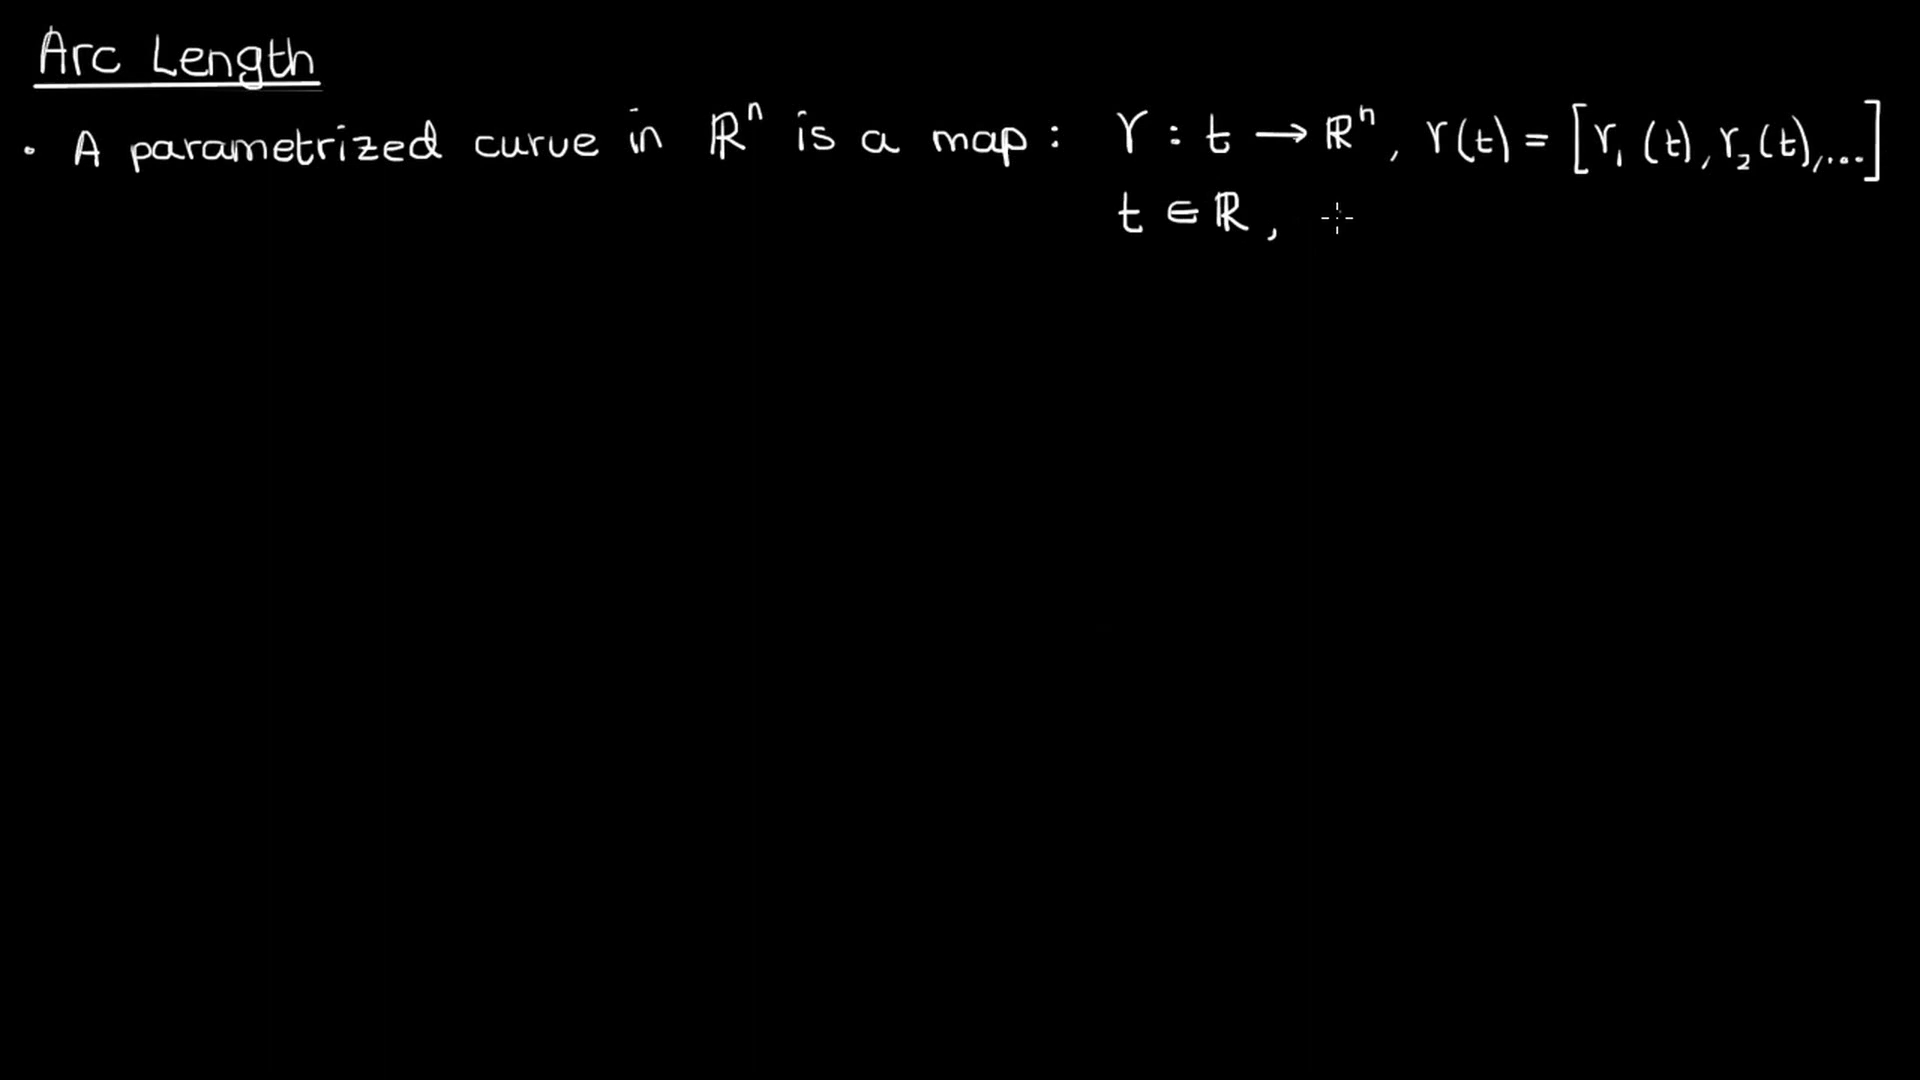 Arc Length
• A parametrized curve in ℝⁿ is a map: γ : t → ℝⁿ, γ(t) = [γ₁(t), γ₂(t),...]
t ∈ ℝ,